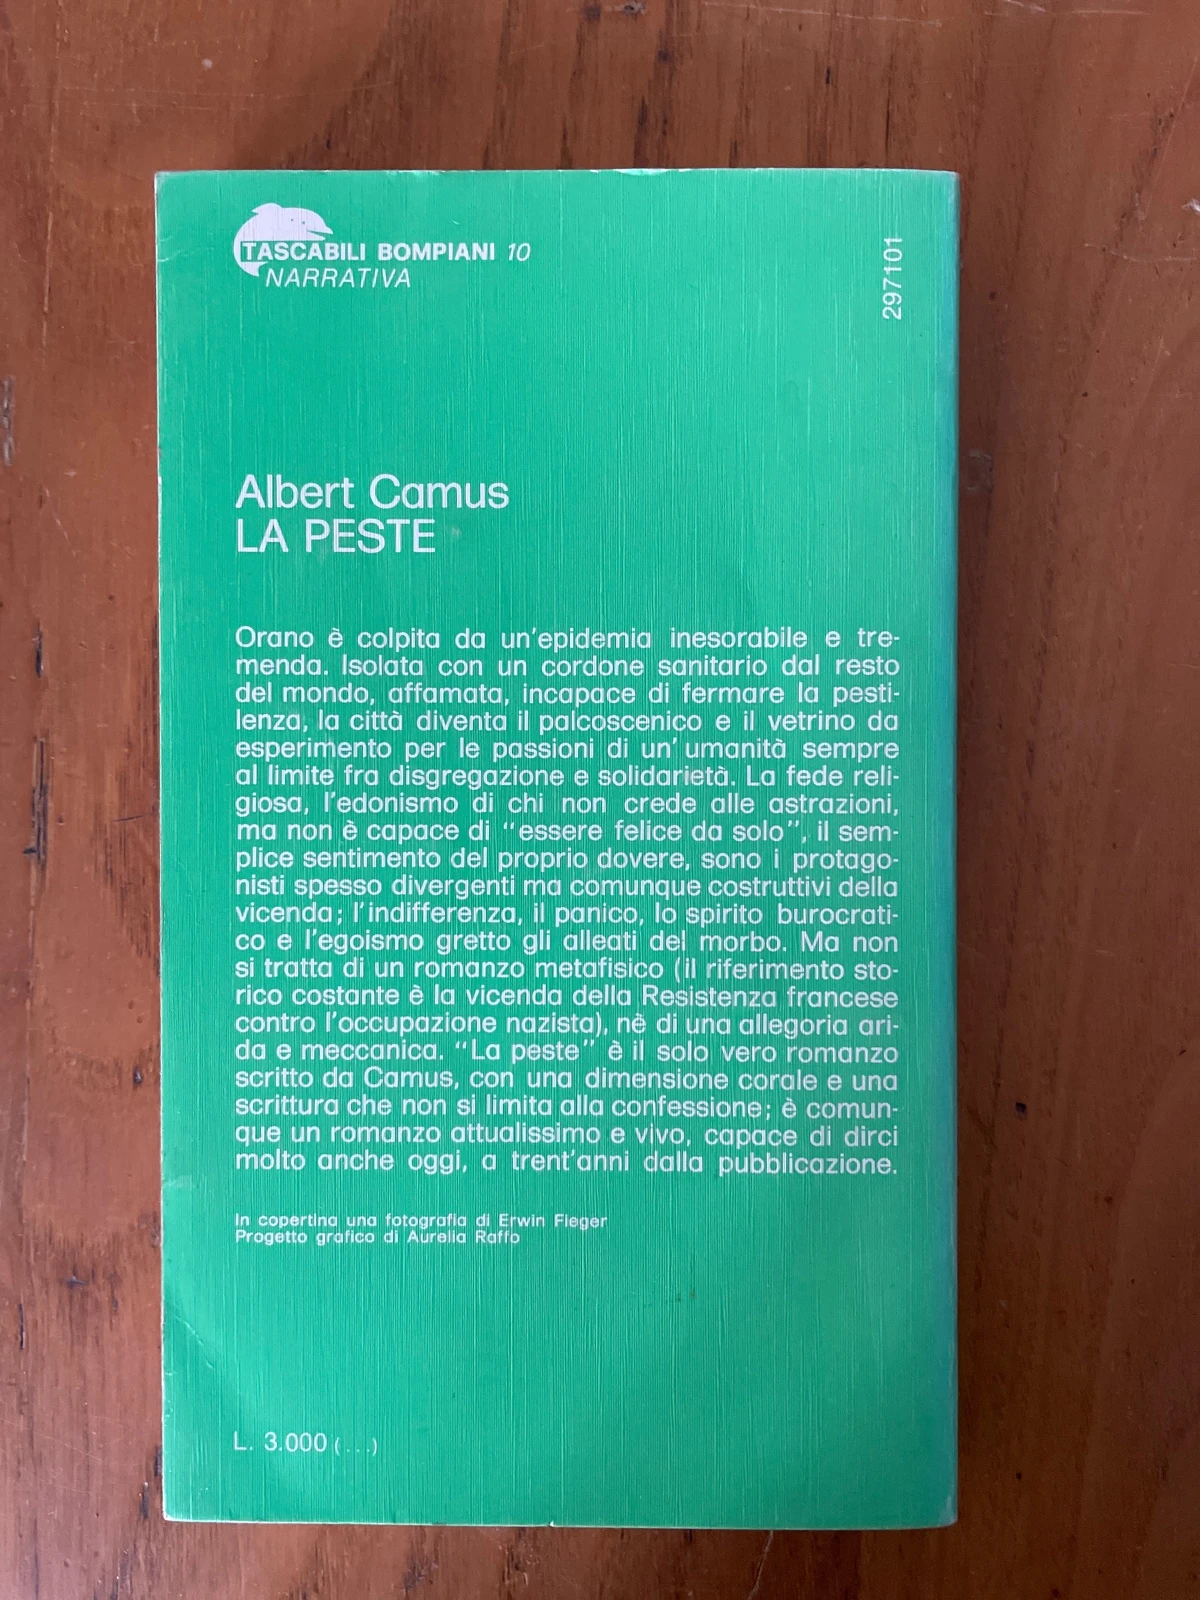 TASCABILI BOMPIANI 10
NARRATIVA
297101
Albert Camus
LA PESTE
Orano è colpita da un'epidemia inesorabile e tre-
menda. Isolata con un cordone sanitario dal resto
del mondo, affamata, incapace di fermare la pesti-
lenza, la città diventa il palcoscenico e il vetrino da
esperimento per le passioni di un' umanità sempre
al limite fra disgregazione e solidarietà. La fede reli-
giosa, l'edonismo di chi non crede alle astrazioni,
ma non è capace di "essere felice da solo", il sem-
plice sentimento del proprio dovere, sono i protago-
nisti spesso divergenti ma comunque costruttivi della
vicenda; l'indifferenza, il panico, lo spirito burocrati-
co e l'egoismo gretto gli alleati del morbo. Ma non
si tratta di un romanzo metafisico (il riferimento sto-
rico costante è la vicenda della Resistenza francese
contro l'occupazione nazista), nè di una allegoria ari-
da e meccanica. "La peste" è il solo vero romanzo
scritto da Camus, con una dimensione corale e una
scrittura che non si limita alla confessione; è comun-
que un romanzo attualissimo e vivo, capace di dirci
molto anche oggi, a trent'anni dalla pubblicazione.
In copertina una fotografia di Erwin Fieger
Progetto grafico di Aurelia Raffo
L. 3.000 (...)